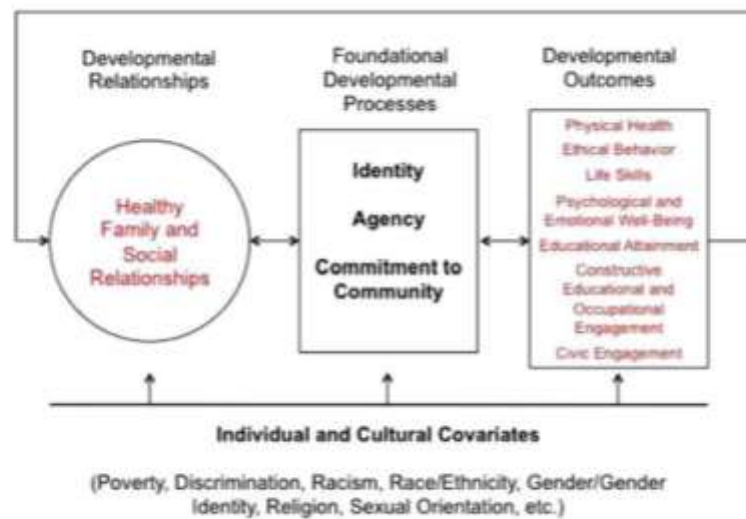 Developmental
Relationships
Foundational
Developmental
Processes
Developmental
Outcomes
Healthy
Family and
Social
Relationships
Identity
Agency
Commitment to
Community
Physical Health
Ethical Behavior
Life Skills
Psychological and
Emotional Well-Being
Educational Attainment
Constructive
Educational and
Occupational
Engagement
Civic Engagement
Individual and Cultural Covariates
(Poverty, Discrimination, Racism, Race/Ethnicity, Gender/Gender
Identity, Religion, Sexual Orientation, etc.)